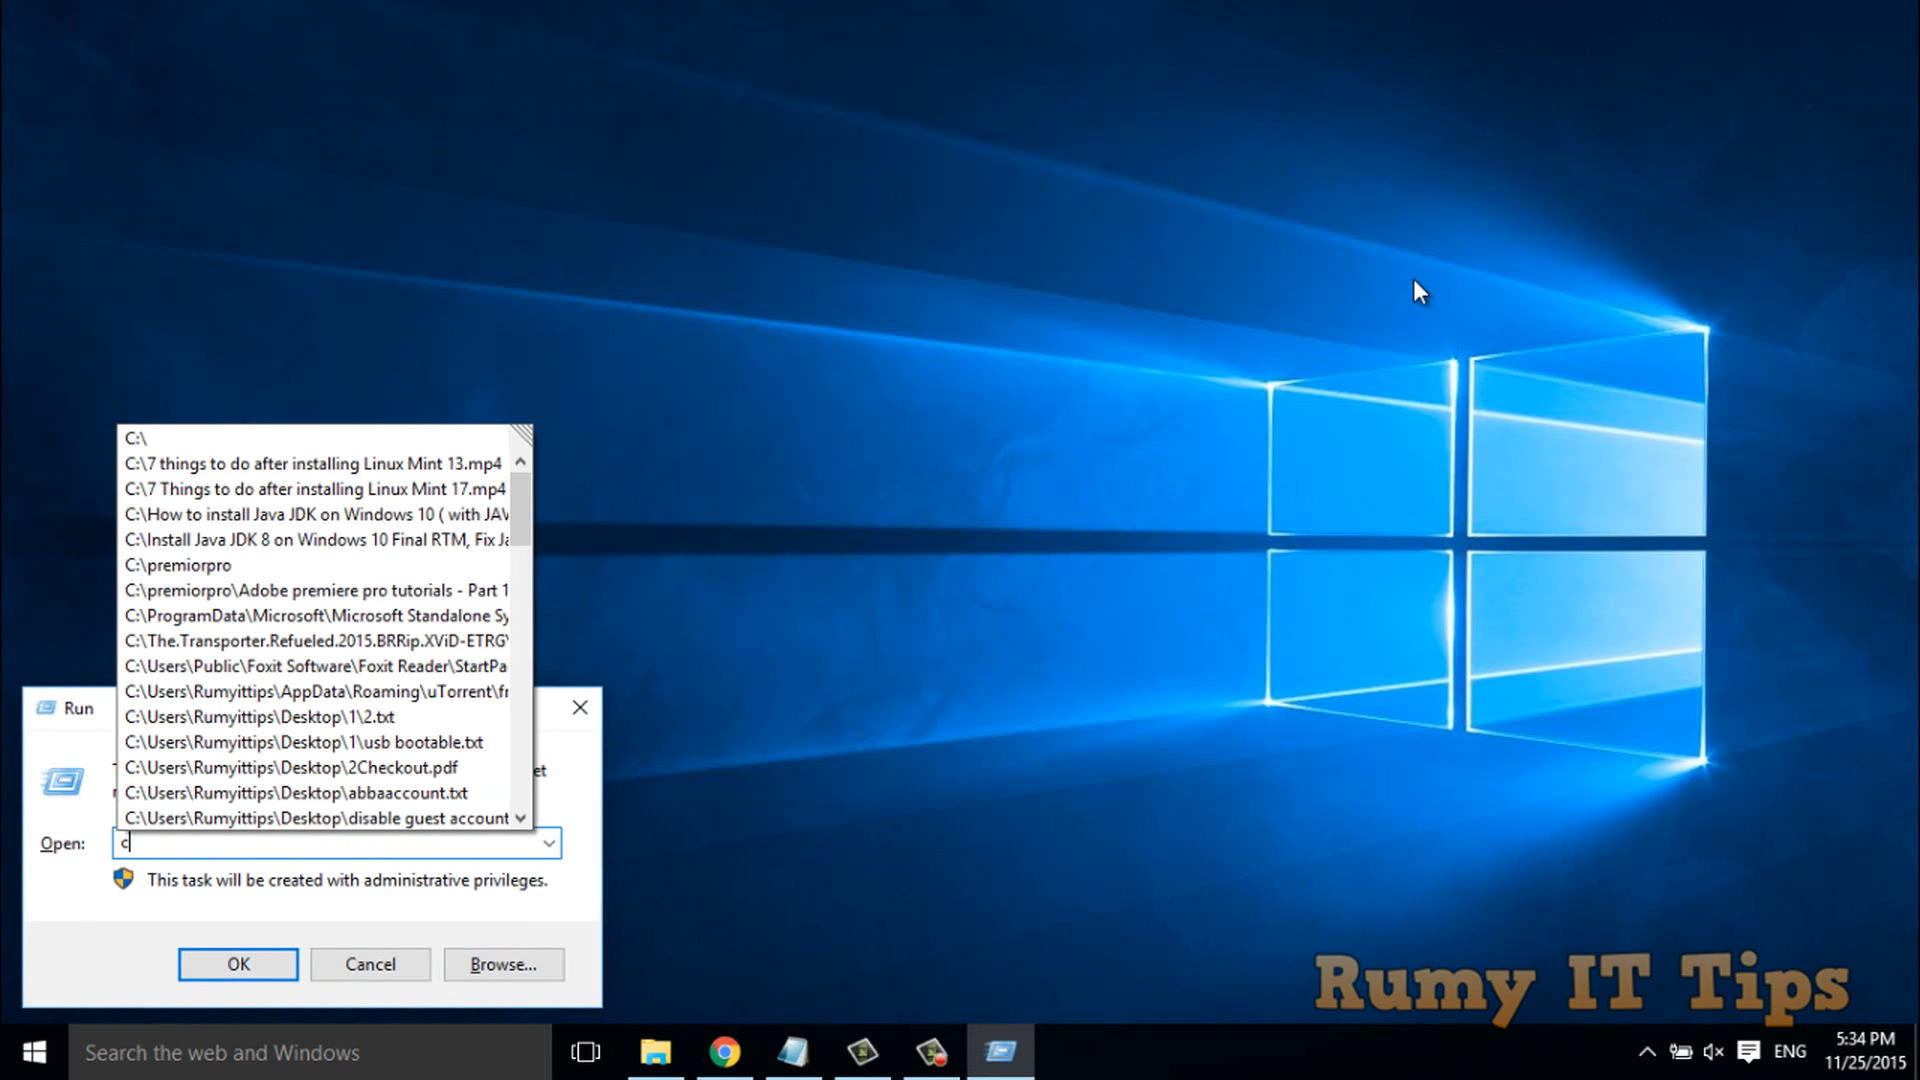 C:\
C:\7 things to do after installing Linux Mint 13.mp4
C:\7 Things to do after installing Linux Mint 17.mp4
C:\How to install Java JDK on Windows 10 ( with JAV
C:\Install Java JDK 8 on Windows 10 Final RTM, Fix Ja
C:\premiorpro
C:\premiorpro\Adobe premiere pro tutorials - Part 1
C:\ProgramData\Microsoft\Microsoft Standalone Sy
C:\The.Transporter.Refueled.2015.BRRip.XViD-ETRG\
C:\Users\Public\Foxit Software\Foxit Reader\StartPa
C:\Users\Rumyittips\AppData\Roaming\uTorrent\fr
C:\Users\Rumyittips\Desktop\1\2.txt
C:\Users\Rumyittips\Desktop\1\usb bootable.txt
C:\Users\Rumyittips\Desktop\2Checkout.pdf
C:\Users\Rumyittips\Desktop\abbaaccount.txt
C:\Users\Rumyittips\Desktop\disable guest account
Run
et
Open: c
This task will be created with administrative privileges.
OK Cancel Browse...
Rumy IT Tips
Search the web and Windows
ENG
5:34 PM
11/25/2015